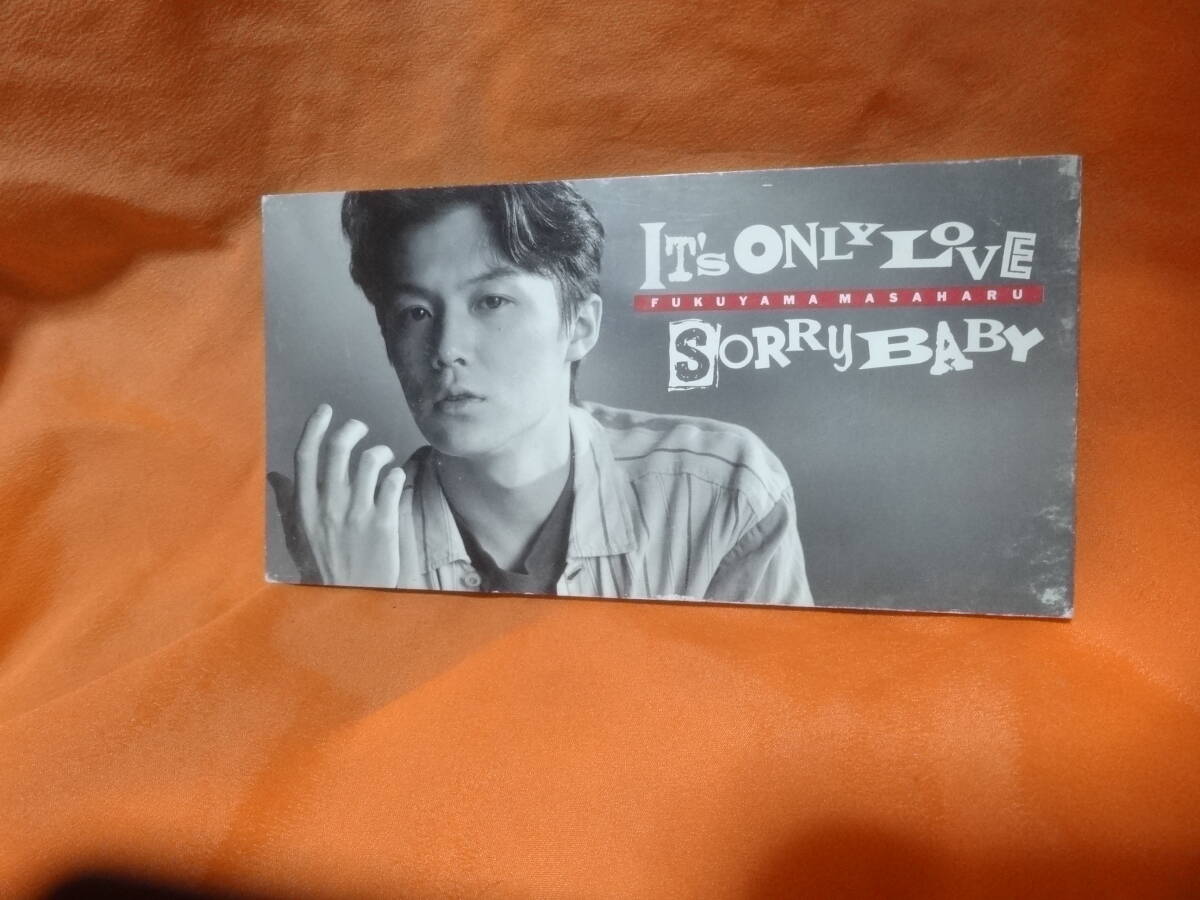 IT'S ONLY LOVE
FUKUYAMA MASAHARU
SORRY BABY